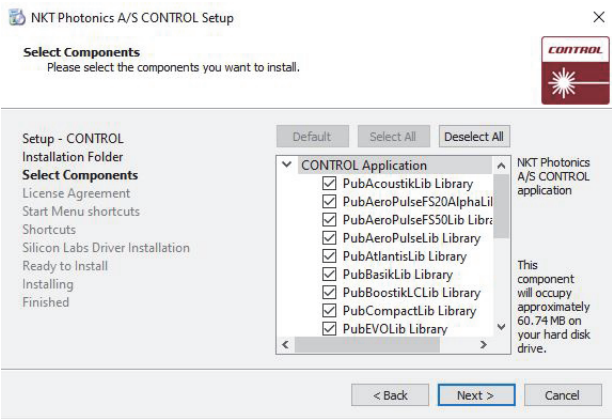 NKT Photonics A/S CONTROL Setup
Select Components
Please select the components you want to install.
CONTROL
Setup - CONTROL
Installation Folder
Select Components
License Agreement
Start Menu shortcuts
Shortcuts
Silicon Labs Driver Installation
Ready to Install
Installing
Finished
Default
Select All
Deselect All
CONTROL Application
PubAcoustikLib Library
PubAeroPulseFS20AlphaLil
PubAeroPulseFS50Lib Libra
PubAeroPulseLib Library
PubAtlantisLib Library
PubBasikLib Library
PubBoostikLCLib Library
PubCompactLib Library
PubEVOLib Library
NKT Photonics
A/S CONTROL
application
This
component
will occupy
approximately
60.74 MB on
your hard disk
drive.
< Back
Next >
Cancel